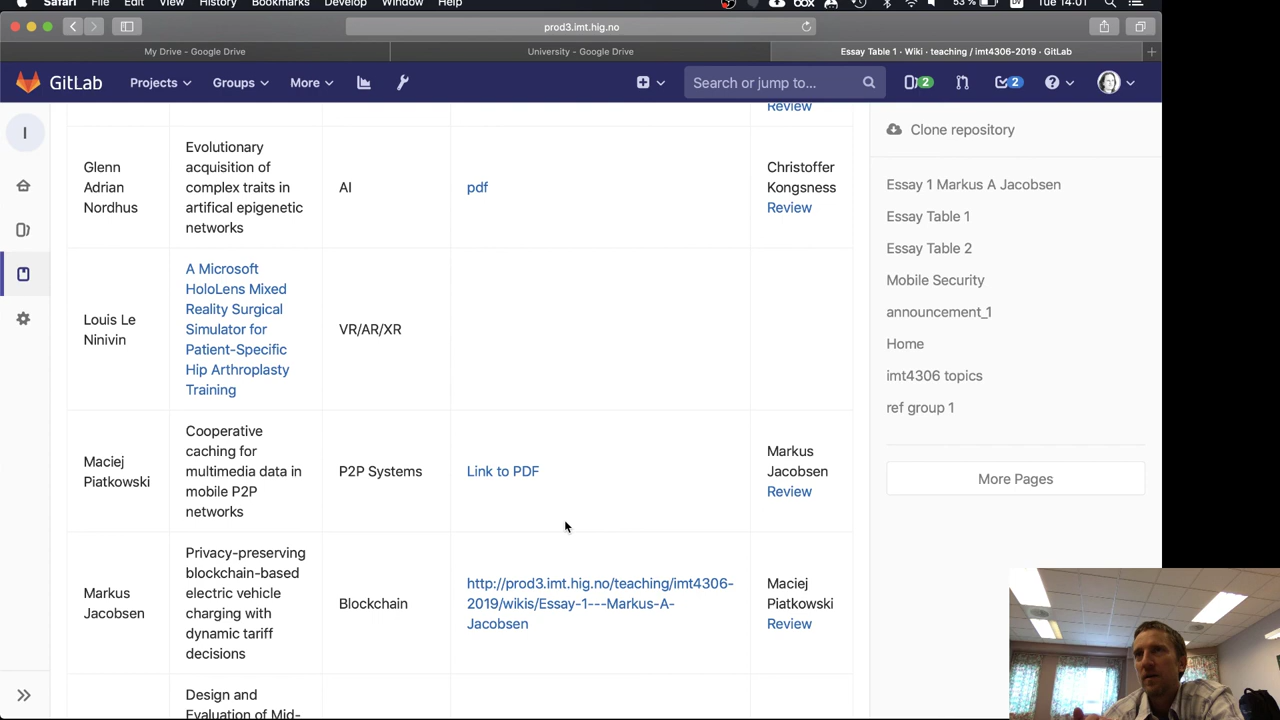 Safari File Edit View History Bookmarks Develop Window Help box 53 % DV Tue 14.01
prod3.imt.hig.no
My Drive - Google Drive
University - Google Drive
Essay Table 1 · Wiki · teaching / imt4306-2019 · GitLab
GitLab Projects Groups More Search or jump to... 2 2
Review
I
Clone repository
Essay 1 Markus A Jacobsen
Essay Table 1
Essay Table 2
Mobile Security
announcement_1
Home
imt4306 topics
ref group 1
More Pages
Glenn
Adrian
Nordhus
Evolutionary
acquisition of
complex traits in
artifical epigenetic
networks
AI
pdf
Christoffer
Kongsness
Review
Louis Le
Ninivin
A Microsoft
HoloLens Mixed
Reality Surgical
Simulator for
Patient-Specific
Hip Arthroplasty
Training
VR/AR/XR
Maciej
Piatkowski
Cooperative
caching for
multimedia data in
mobile P2P
networks
P2P Systems
Link to PDF
Markus
Jacobsen
Review
Markus
Jacobsen
Privacy-preserving
blockchain-based
electric vehicle
charging with
dynamic tariff
decisions
Blockchain
http://prod3.imt.hig.no/teaching/imt4306-
2019/wikis/Essay-1---Markus-A-
Jacobsen
Maciej
Piatkowski
Review
Design and
Evaluation of Mid-